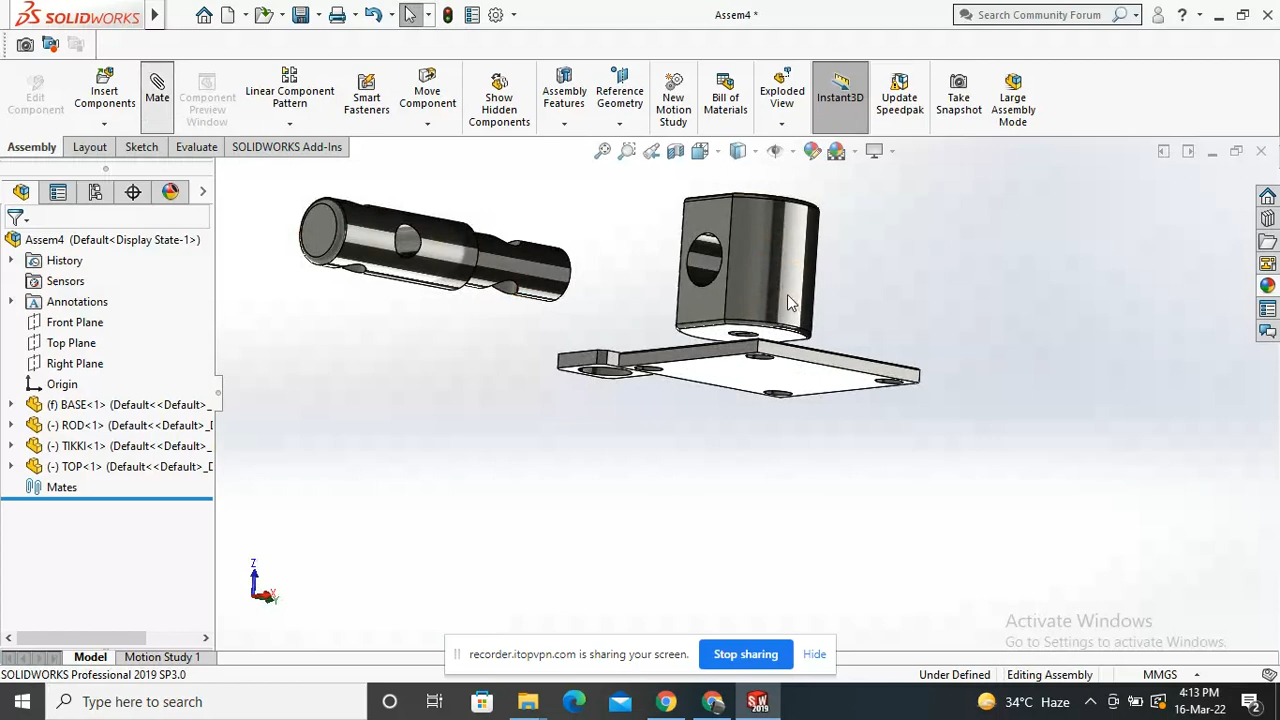 SOLIDWORKS
Assem4 *
Search Community Forum
Edit Component
Insert Components
Mate
Component Preview Window
Linear Component Pattern
Smart Fasteners
Move Component
Show Hidden Components
Assembly Features
Reference Geometry
New Motion Study
Bill of Materials
Exploded View
Instant3D
Update Speedpak
Take Snapshot
Large Assembly Mode
Assembly
Layout
Sketch
Evaluate
SOLIDWORKS Add-Ins
Assem4 (Default<Display State-1>)
History
Sensors
Annotations
Front Plane
Top Plane
Right Plane
Origin
(f) BASE<1> (Default<<Default>_
(-) ROD<1> (Default<<Default>_D
(-) TIKKI<1> (Default<<Default>_
(-) TOP<1> (Default<<Default>_D
Mates
Z
X
Y
Activate Windows
Go to Settings to activate Windows.
Model
Motion Study 1
recorder.itopvpn.com is sharing your screen.
Stop sharing
Hide
SOLIDWORKS Professional 2019 SP3.0
Under Defined
Editing Assembly
MMGS
Type here to search
SW
2019
34°C Haze
4:13 PM
16-Mar-22
2